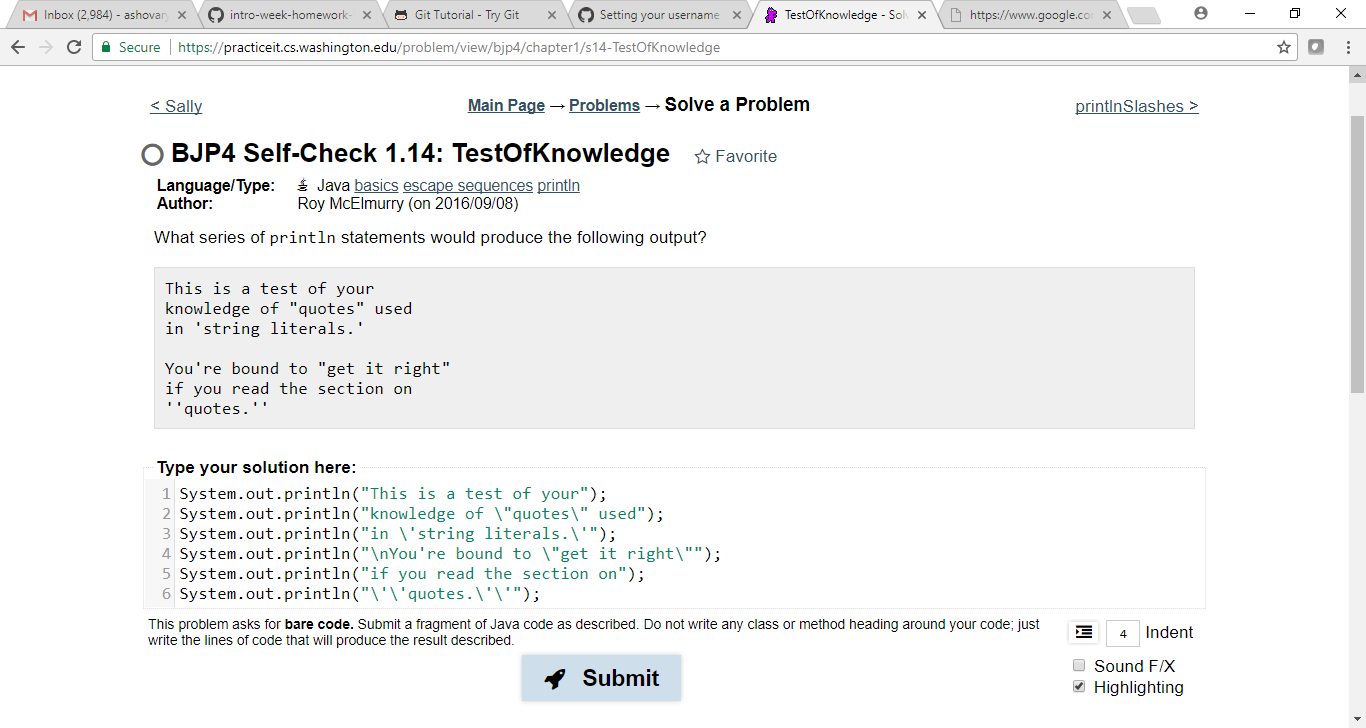 Inbox (2,984) - ashovar
intro-week-homework-
Git Tutorial - Try Git
Setting your username
TestOfKnowledge - Sol
https://www.google.co
Secure
https://practiceit.cs.washington.edu/problem/view/bjp4/chapter1/s14-TestOfKnowledge
< Sally
Main Page → Problems → Solve a Problem
printlnSlashes >
BJP4 Self-Check 1.14: TestOfKnowledge
Favorite
Language/Type: Java basics escape sequences println
Author: Roy McElmurry (on 2016/09/08)
What series of println statements would produce the following output?
This is a test of your
knowledge of "quotes" used
in 'string literals.'
You're bound to "get it right"
if you read the section on
''quotes.''
Type your solution here:
1 System.out.println("This is a test of your");
2 System.out.println("knowledge of \"quotes\" used");
3 System.out.println("in \'string literals.\'");
4 System.out.println("\nYou're bound to \"get it right\"");
5 System.out.println("if you read the section on");
6 System.out.println("\'\'quotes.\'\'");
This problem asks for bare code. Submit a fragment of Java code as described. Do not write any class or method heading around your code; just
write the lines of code that will produce the result described.
4 Indent
Sound F/X
Highlighting
Submit